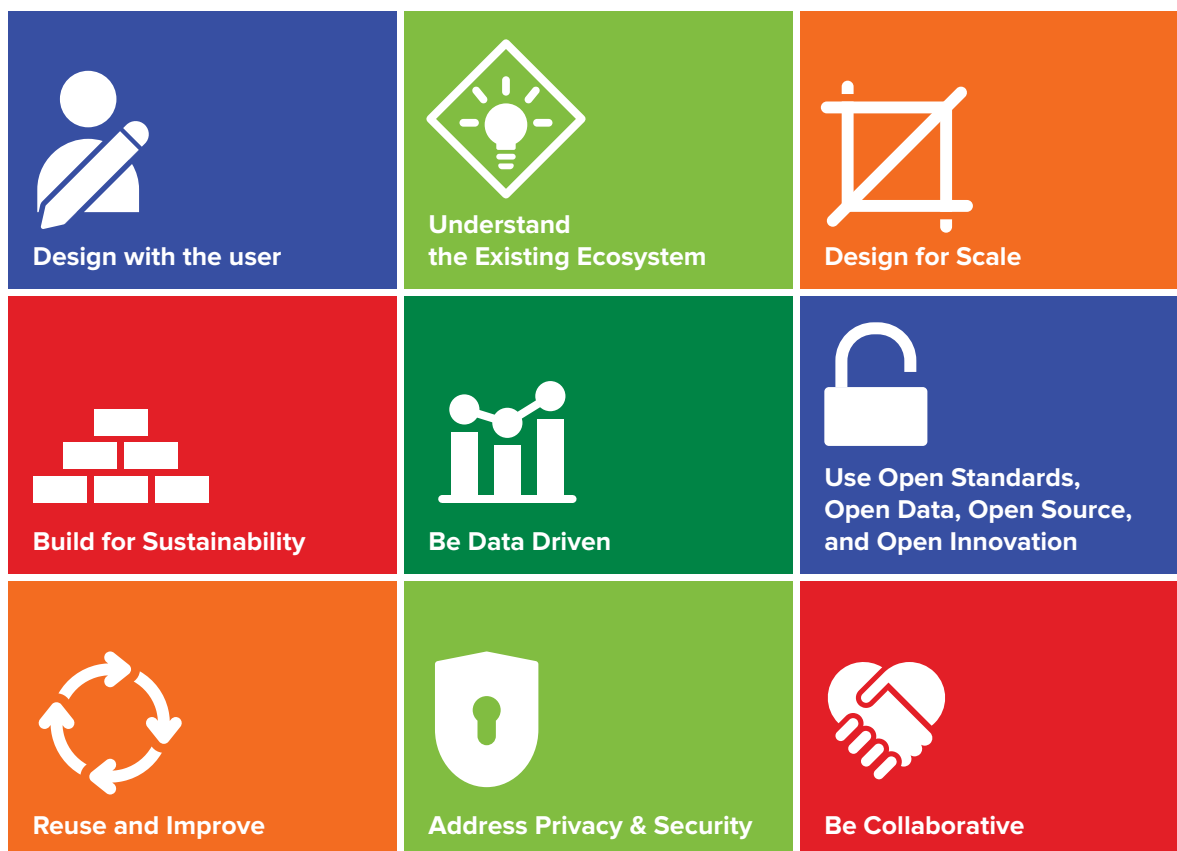 Design with the user
Understand
the Existing Ecosystem
Design for Scale
Build for Sustainability
Be Data Driven
Use Open Standards,
Open Data, Open Source,
and Open Innovation
Reuse and Improve
Address Privacy & Security
Be Collaborative